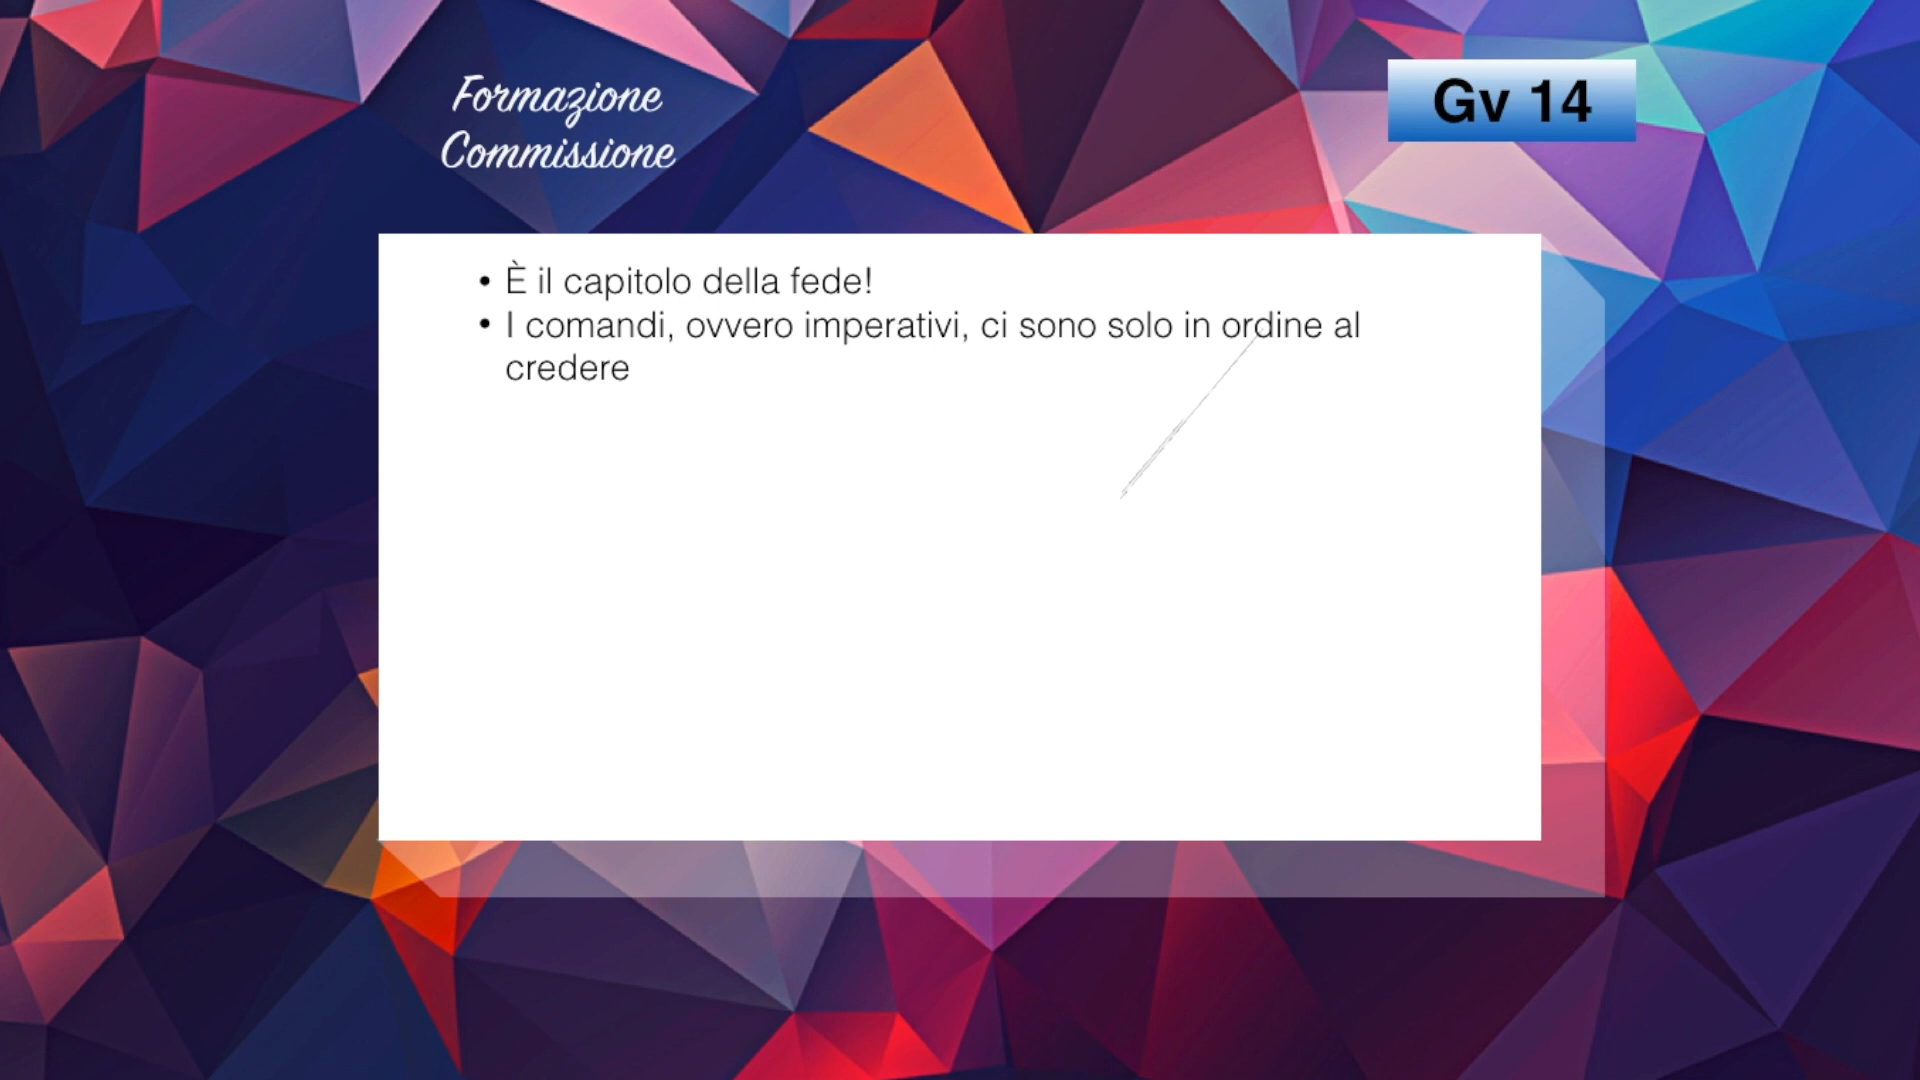 Formazione
Commissione
Gv 14
• È il capitolo della fede!
• I comandi, ovvero imperativi, ci sono solo in ordine al
credere